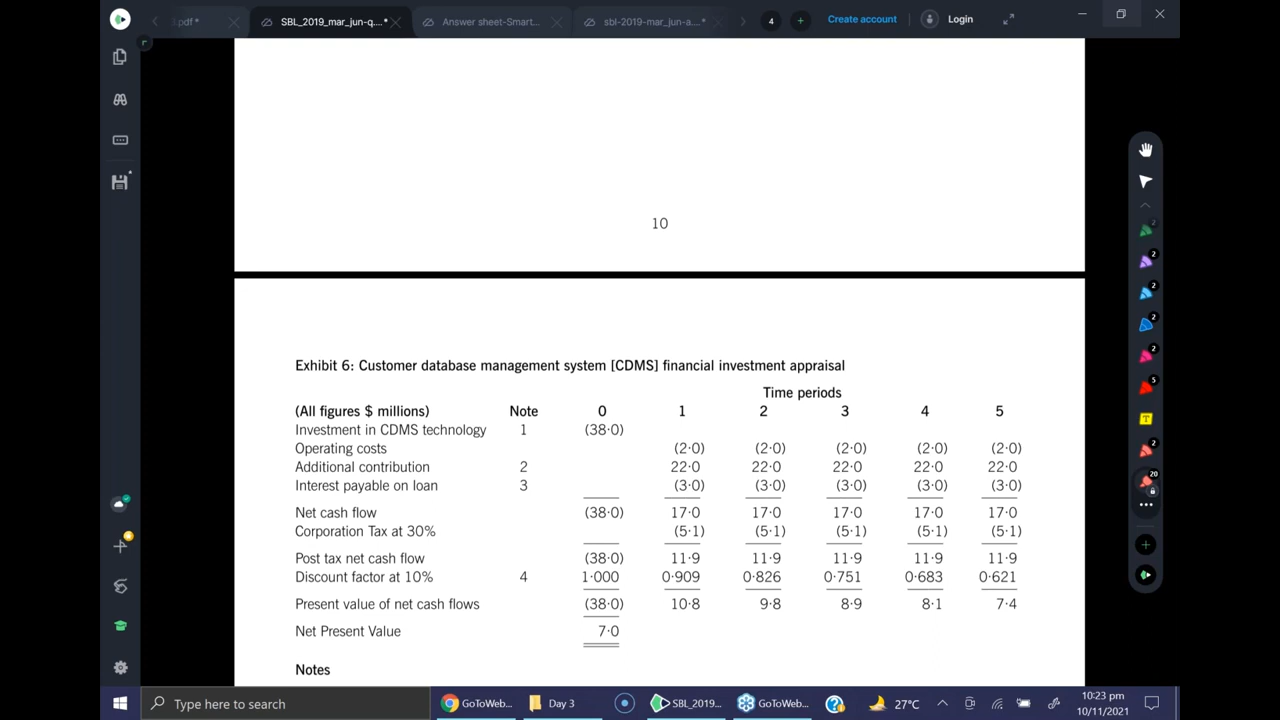 .pdf *
SBL_2019_mar_jun-q....*
Answer sheet-Smart...
sbl-2019-mar_jun-a....*
4
Create account
Login
10
Exhibit 6: Customer database management system [CDMS] financial investment appraisal
Time periods
(All figures $ millions) Note 0 1 2 3 4 5
Investment in CDMS technology 1 (38·0)
Operating costs (2·0) (2·0) (2·0) (2·0) (2·0)
Additional contribution 2 22·0 22·0 22·0 22·0 22·0
Interest payable on loan 3 (3·0) (3·0) (3·0) (3·0) (3·0)
Net cash flow (38·0) 17·0 17·0 17·0 17·0 17·0
Corporation Tax at 30% (5·1) (5·1) (5·1) (5·1) (5·1)
Post tax net cash flow (38·0) 11·9 11·9 11·9 11·9 11·9
Discount factor at 10% 4 1·000 0·909 0·826 0·751 0·683 0·621
Present value of net cash flows (38·0) 10·8 9·8 8·9 8·1 7·4
Net Present Value 7·0
Notes
2
2
2
2
2
5
T
2
20
Type here to search
GoToWeb...
Day 3
SBL_2019...
GoToWeb...
27°C
10:23 pm
10/11/2021